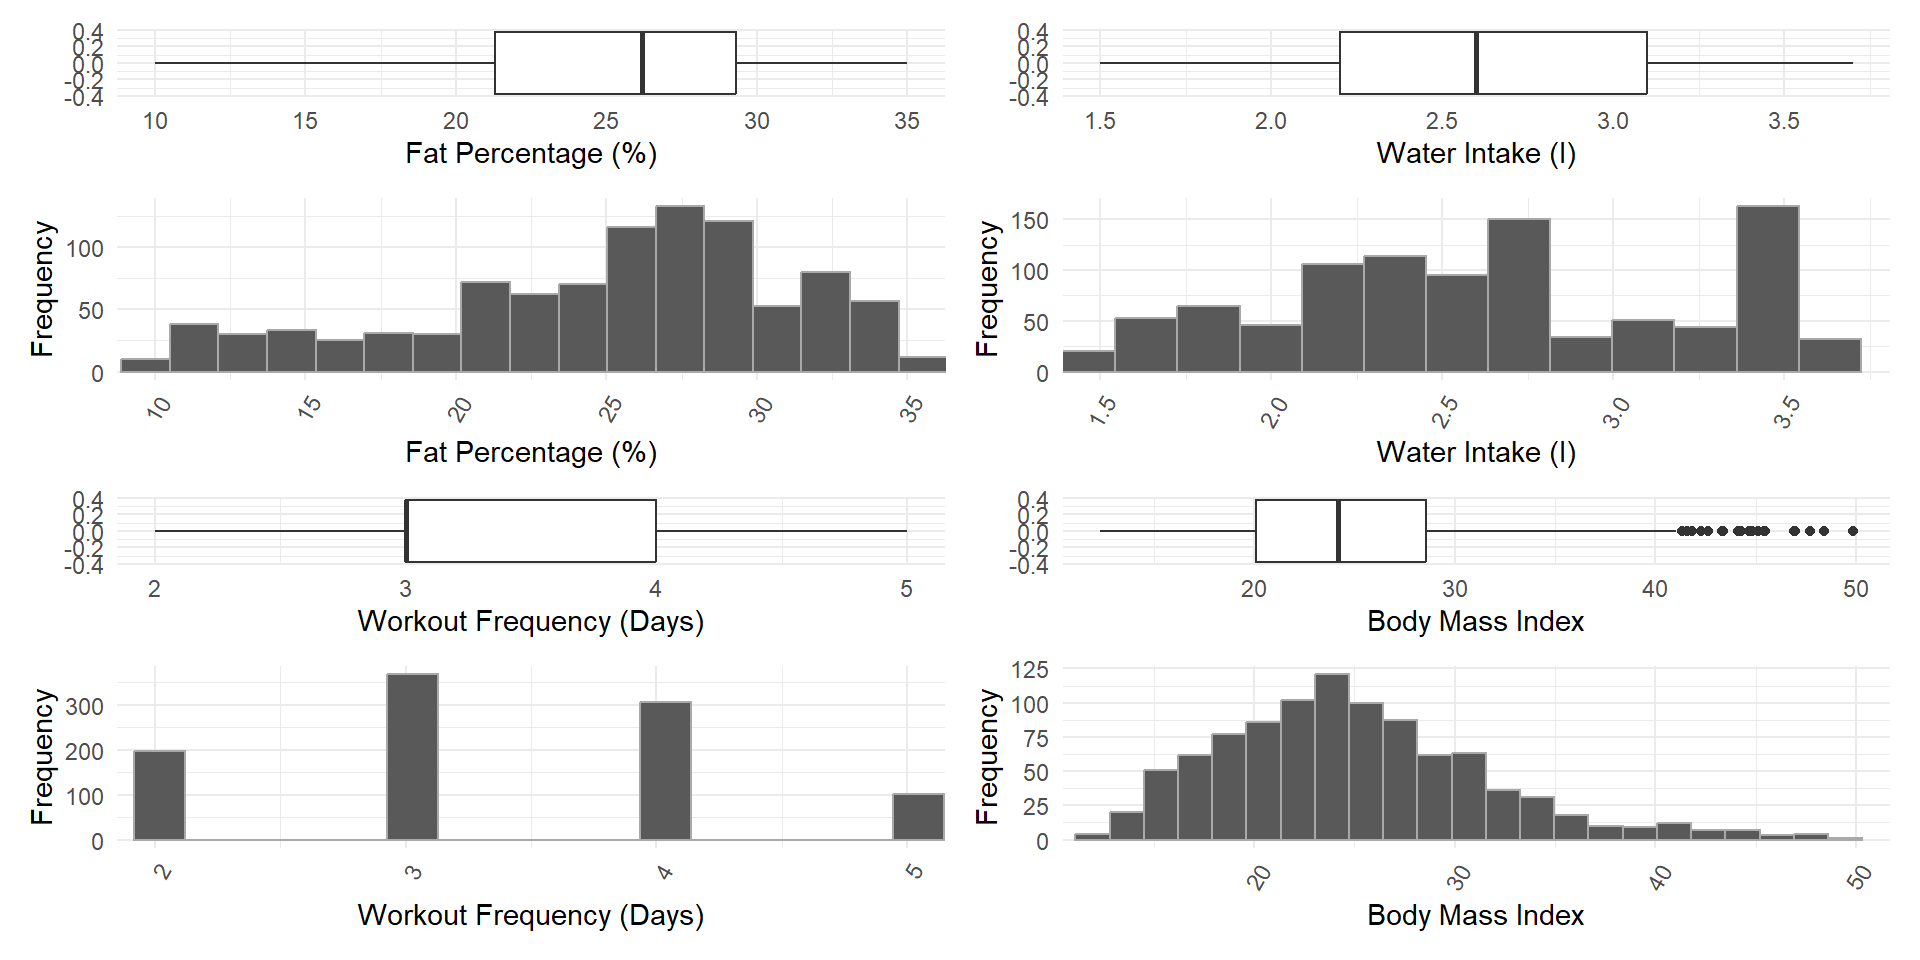 0.4
0.2
0.0
-0.2
-0.4
10 15 20 25 30 35
Fat Percentage (%)
0.4
0.2
0.0
-0.2
-0.4
1.5 2.0 2.5 3.0 3.5
Water Intake (l)
Frequency
100
50
0
10 15 20 25 30 35
Fat Percentage (%)
Frequency
150
100
50
0
1.5 2.0 2.5 3.0 3.5
Water Intake (l)
0.4
0.2
0.0
-0.2
-0.4
2 3 4 5
Workout Frequency (Days)
0.4
0.2
0.0
-0.2
-0.4
20 30 40 50
Body Mass Index
Frequency
300
200
100
0
2 3 4 5
Workout Frequency (Days)
Frequency
125
100
75
50
25
0
20 30 40 50
Body Mass Index